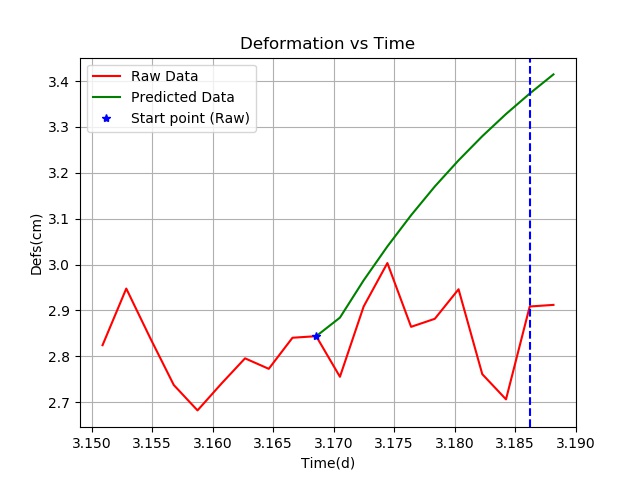 Deformation vs Time
Raw Data
Predicted Data
Start point (Raw)
3.4
3.3
3.2
3.1
3.0
2.9
2.8
2.7
Defs(cm)
3.150 3.155 3.160 3.165 3.170 3.175 3.180 3.185 3.190
Time(d)